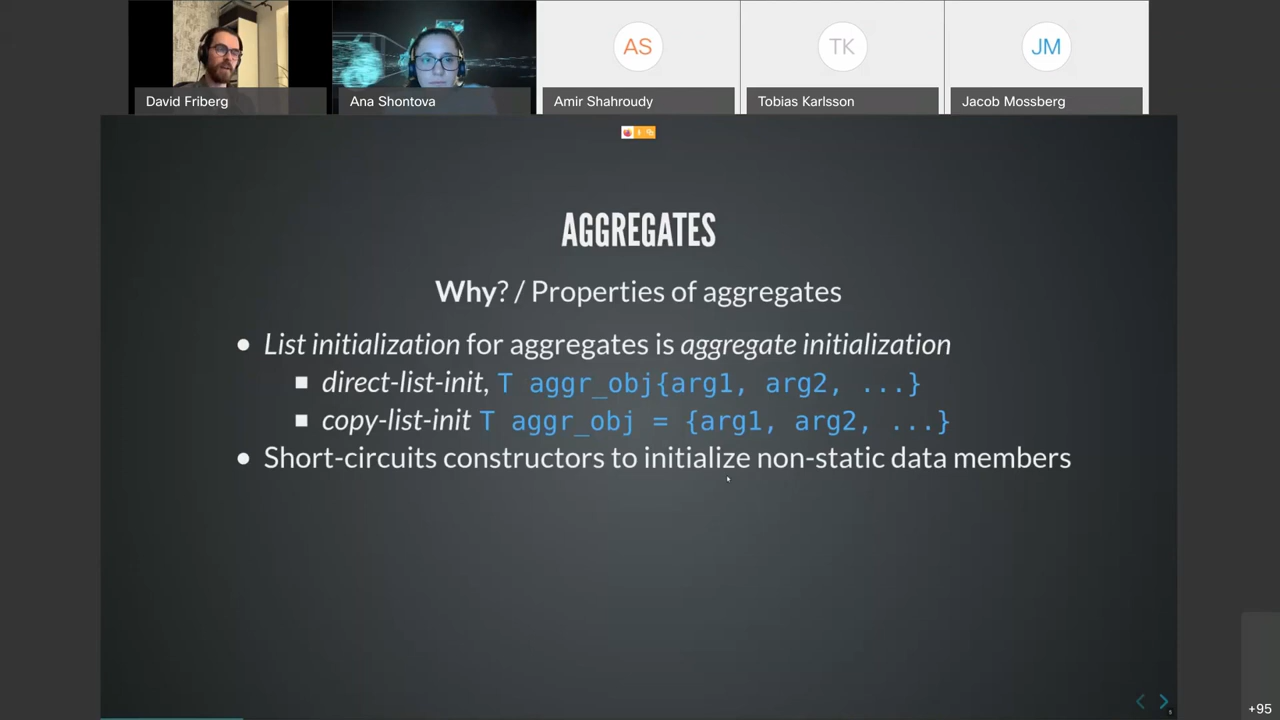 AS
TK
JM
David Friberg
Ana Shontova
Amir Shahroudy
Tobias Karlsson
Jacob Mossberg
AGGREGATES
Why? / Properties of aggregates
• List initialization for aggregates is aggregate initialization
▪ direct-list-init, T aggr_obj{arg1, arg2, ...}
▪ copy-list-init T aggr_obj = {arg1, arg2, ...}
• Short-circuits constructors to initialize non-static data members
+95